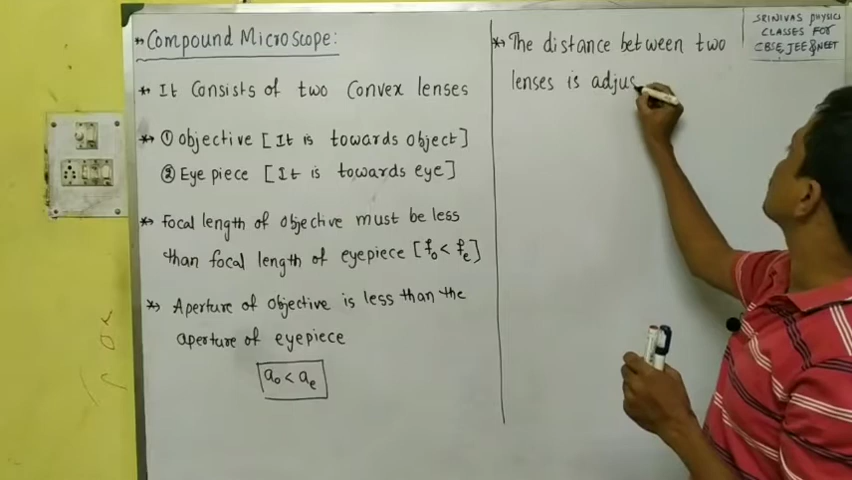 * Compound Microscope:
* It Consists of two Convex lenses
* ① Objective [It is towards object]
② Eye piece [It is towards eye]
* Focal length of objective must be less
than focal length of eyepiece [fo < fe]
* Aperture of objective is less than the
aperture of eyepiece
ao < ae
* The distance between two
lenses is adjus
SRINIVAS PHYSICS
CLASSES FOR
CBSE, JEE & NEET